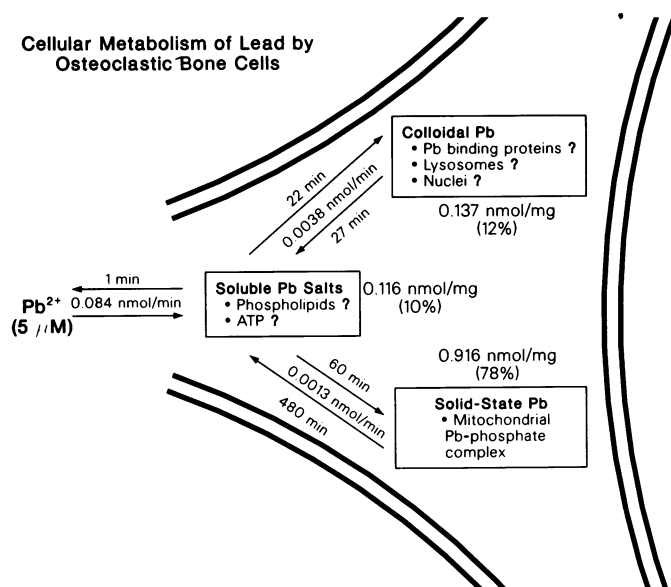 Cellular Metabolism of Lead by
Osteoclastic Bone Cells
Colloidal Pb
• Pb binding proteins ?
• Lysosomes ?
• Nuclei ?
0.137 nmol/mg
(12%)
22 min
0.0038 nmol/min
27 min
1 min
Pb²⁺
0.084 nmol/min
(5 μM)
Soluble Pb Salts
• Phospholipids ?
• ATP ?
0.116 nmol/mg
(10%)
60 min
0.0013 nmol/min
480 min
0.916 nmol/mg
(78%)
Solid-State Pb
• Mitochondrial
Pb-phosphate
complex